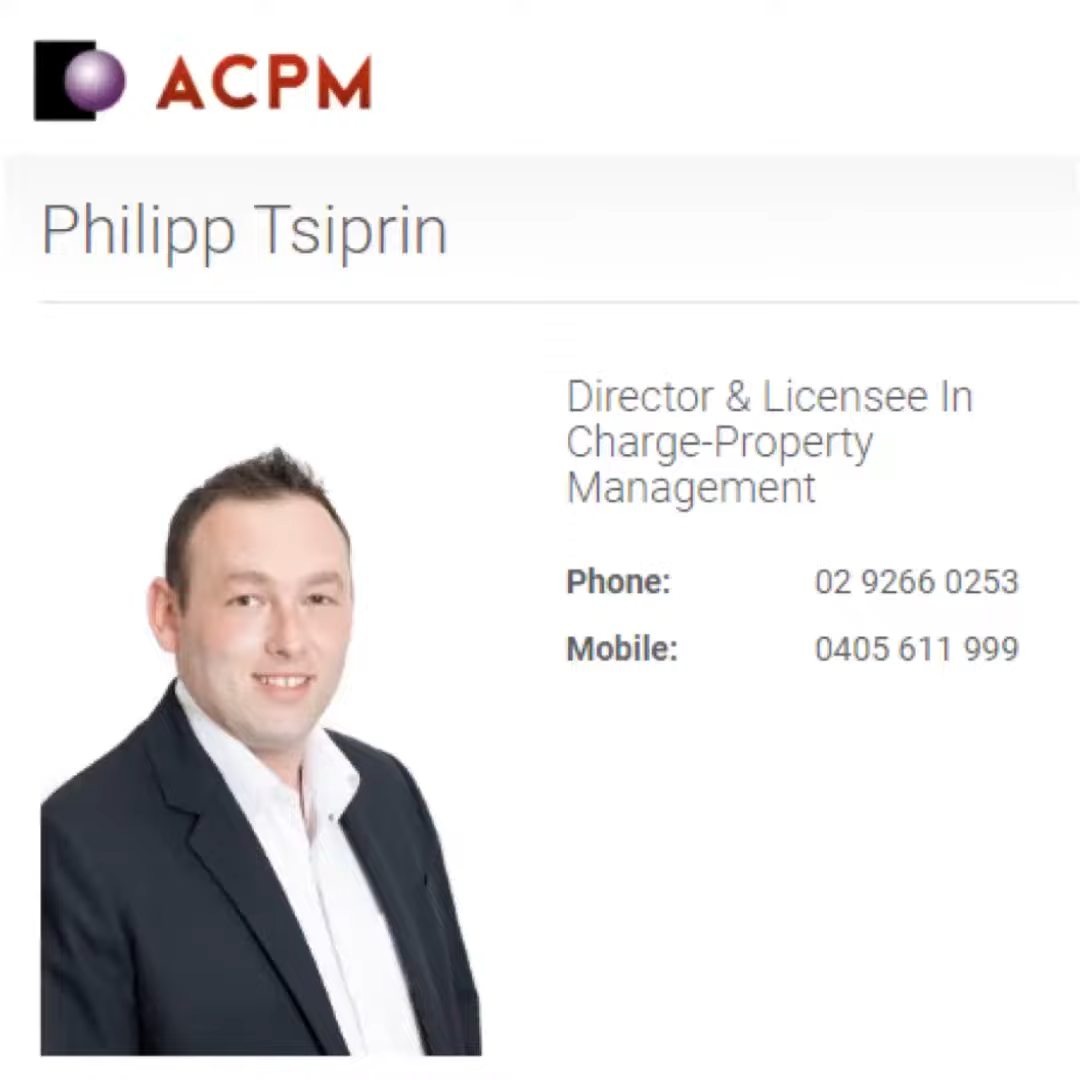 ACPM
Philipp Tsiprin
Director & Licensee In
Charge-Property
Management
Phone: 02 9266 0253
Mobile: 0405 611 999